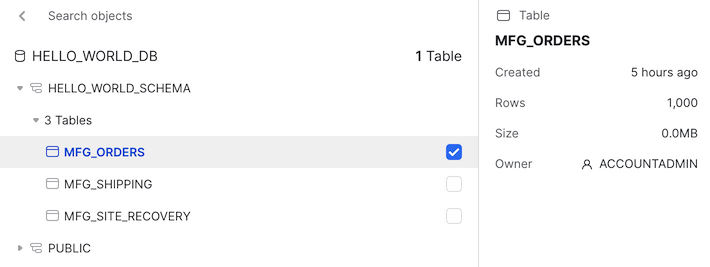 Search objects
HELLO_WORLD_DB 1 Table
HELLO_WORLD_SCHEMA
3 Tables
MFG_ORDERS
MFG_SHIPPING
MFG_SITE_RECOVERY
PUBLIC
Table
MFG_ORDERS
Created 5 hours ago
Rows 1,000
Size 0.0MB
Owner ACCOUNTADMIN